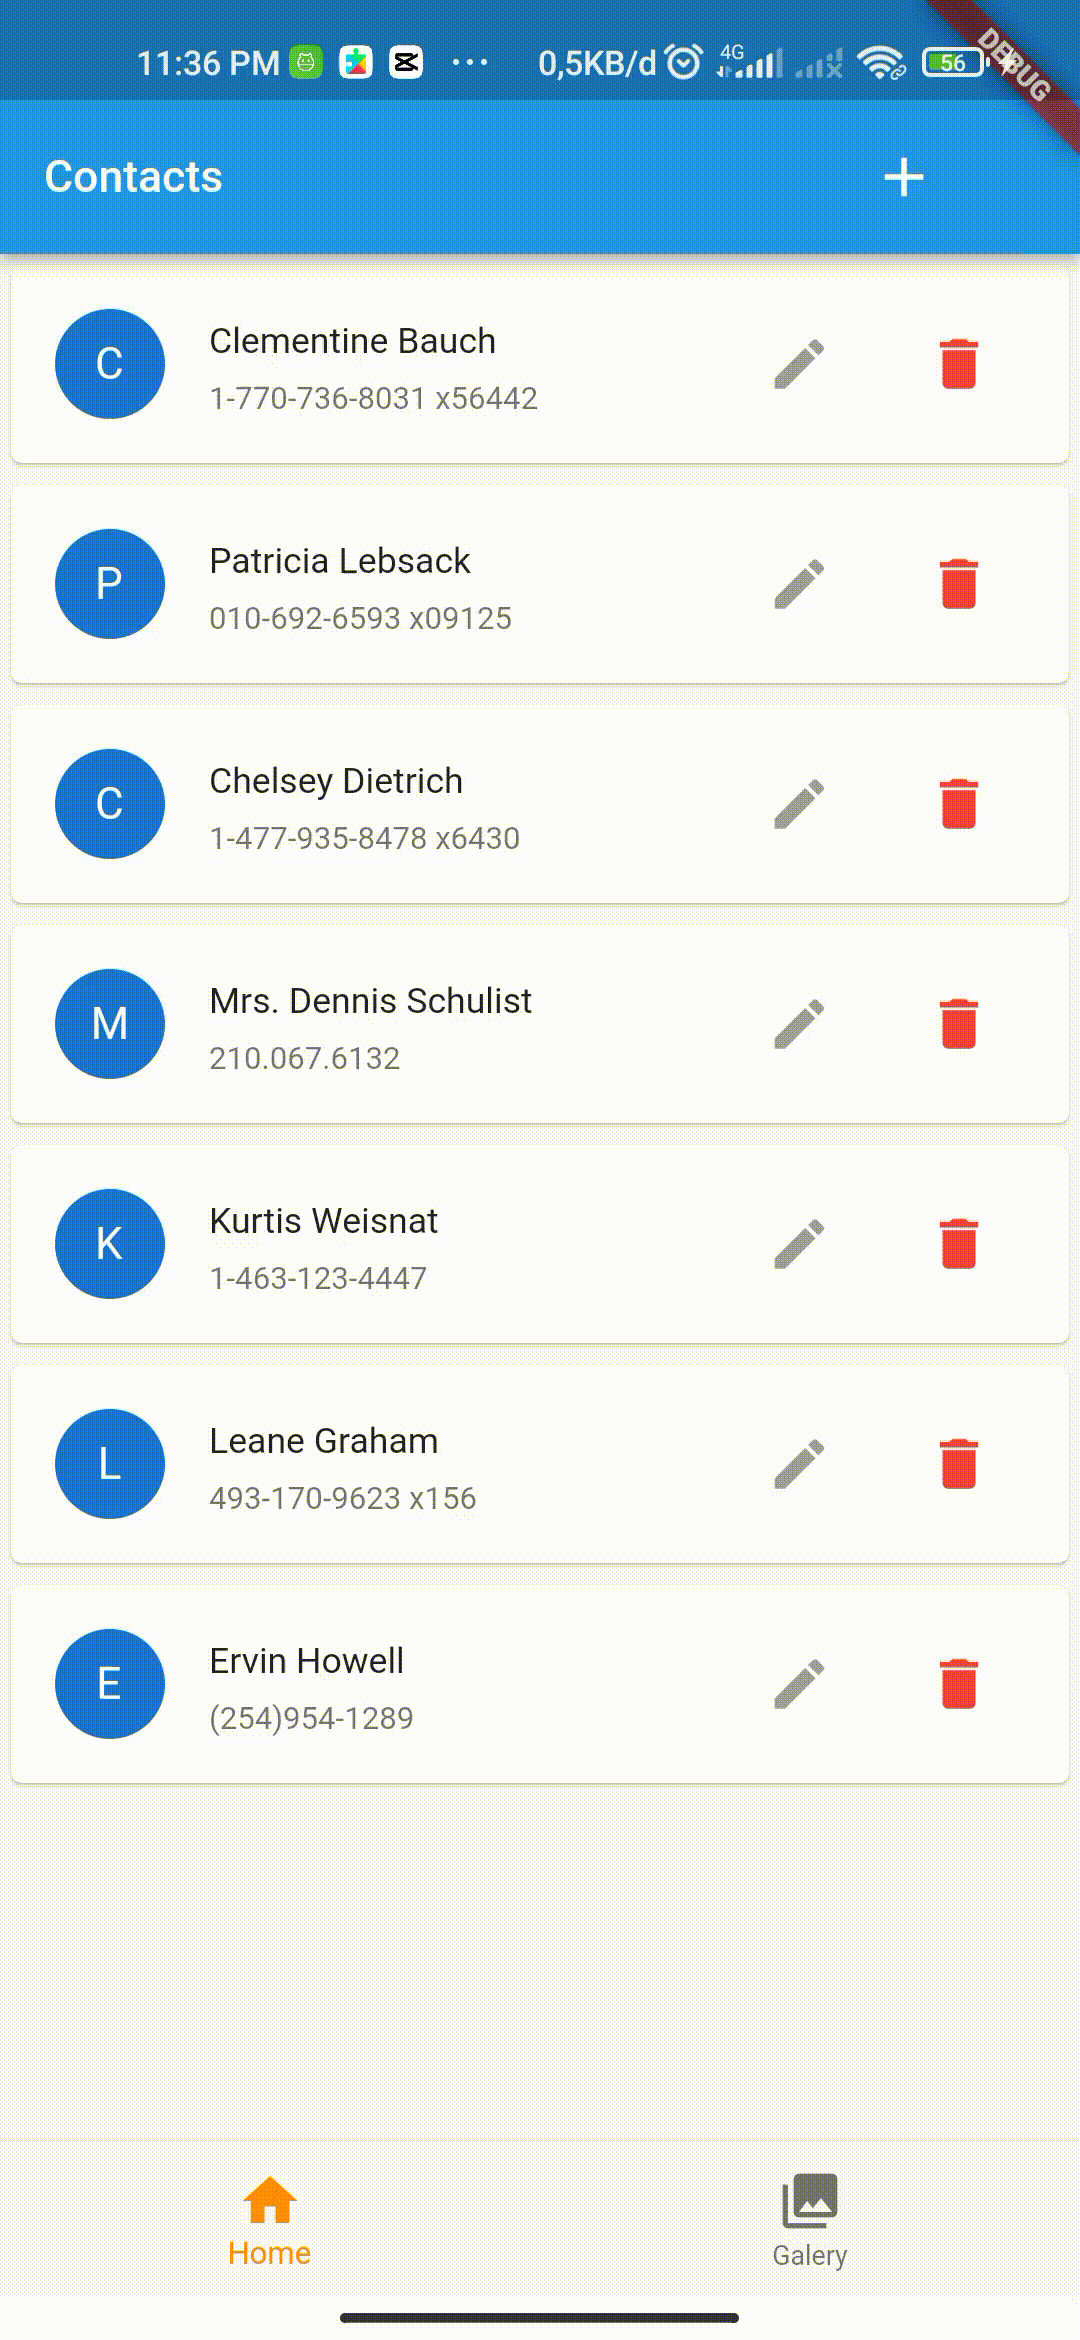 11:36 PM ... 0,5KB/d 4G 56
DEBUG
Contacts
C
Clementine Bauch
1-770-736-8031 x56442
P
Patricia Lebsack
010-692-6593 x09125
C
Chelsey Dietrich
1-477-935-8478 x6430
M
Mrs. Dennis Schulist
210.067.6132
K
Kurtis Weisnat
1-463-123-4447
L
Leane Graham
493-170-9623 x156
E
Ervin Howell
(254)954-1289
Home
Galery